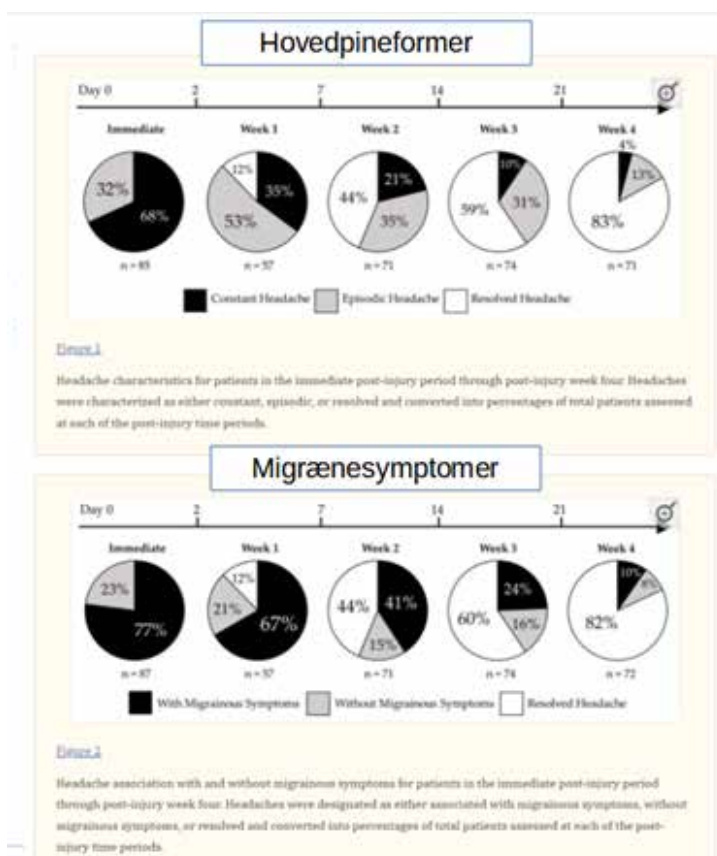 Hovedpineformer
Day 0 2 7 14 21
Immediate Week 1 Week 2 Week 3 Week 4
32% 68%
12% 35% 53%
44% 21% 35%
59% 10% 31%
4% 13% 83%
n = 85 n = 57 n = 71 n = 74 n = 71
Constant Headache Episodic Headache Resolved Headache
Figure 1
Headache characteristics for patients in the immediate post-injury period through post-injury week four. Headaches
were characterized as either constant, episodic, or resolved and converted into percentages of total patients assessed
at each of the post-injury time periods.
Migrænesymptomer
Day 0 2 7 14 21
Immediate Week 1 Week 2 Week 3 Week 4
23% 77%
12% 21% 67%
44% 41% 15%
60% 24% 16%
10% 8% 82%
n = 87 n = 57 n = 71 n = 74 n = 72
With Migrainous Symptoms Without Migrainous Symptoms Resolved Headache
Figure 2
Headache association with and without migrainous symptoms for patients in the immediate post-injury period
through post-injury week four. Headaches were designated as either associated with migrainous symptoms, without
migrainous symptoms, or resolved and converted into percentages of total patients assessed at each of the post-
injury time periods.